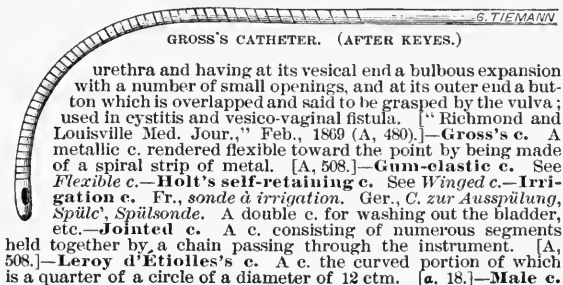 G. TIEMANN
GROSS'S CATHETER. (AFTER KEYES.)
urethra and having at its vesical end a bulbous expansion
with a number of small openings, and at its outer end a but-
ton which is overlapped and said to be grasped by the vulva;
used in cystitis and vesico-vaginal fistula. ["Richmond and
Louisville Med. Jour.," Feb., 1869 (A, 480).]—Gross's c. A
metallic c. rendered flexible toward the point by being made
of a spiral strip of metal. [A, 508.]—Gum-elastic c. See
Flexible c.—Holt's self-retaining c. See Winged c.—Irri-
gation c. Fr., sonde à irrigation. Ger., C. zur Ausspülung,
Spülc', Spülsonde. A double c. for washing out the bladder,
etc.—Jointed c. A c. consisting of numerous segments
held together by a chain passing through the instrument. [A,
508.]—Leroy d'Étiolles's c. A c. the curved portion of which
is a quarter of a circle of a diameter of 12 ctm. [a, 18.]—Male c.